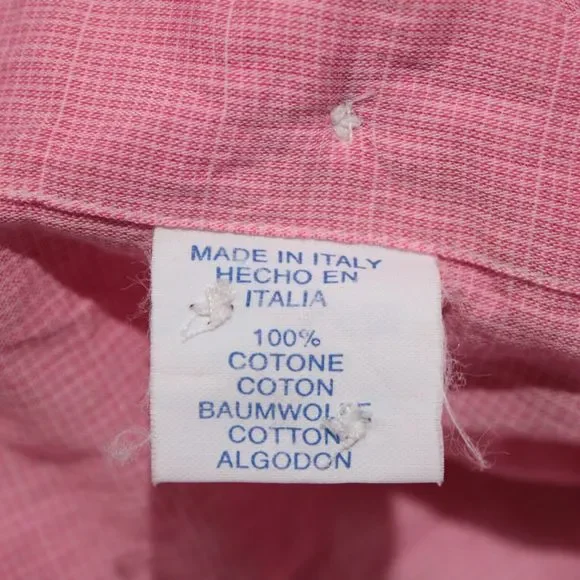 MADE IN ITALY
HECHO EN
ITALIA
100%
COTONE
COTON
BAUMWOLLE
COTTON
ALGODON